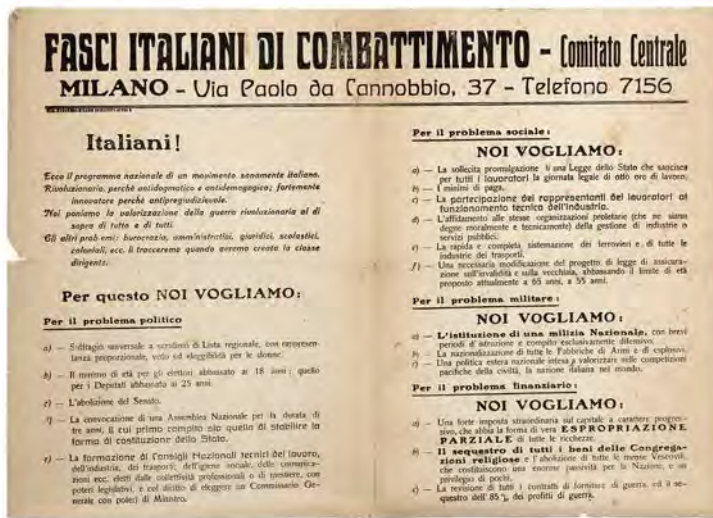 FASCI ITALIANI DI COMBATTIMENTO - Comitato Centrale
MILANO - Via Paolo da Cannobbio, 37 - Telefono 7156
Italiani!
Ecco il programma nazionale di un movimento sanamente italiano.
Rivoluzionario, perchè antidogmatico e antidemagogico; fortemente
innovatore perchè antipregiudizievole.
Noi poniamo la valorizzazione della guerra rivoluzionaria al di
sopra di tutto e di tutti.
Gli altri problemi: burocrazia, amministrativi, giuridici, scolastici,
coloniali, ecc. li tracceremo quando avremo creata la classe
dirigente.
Per questo NOI VOGLIAMO:
Per il problema politico
a) — Suffragio universale a scrutinio di Lista regionale, con rappresen-
tanza proporzionale, voto ed eleggibilità per le donne.
b) — Il minimo di età per gli elettori abbassato ai 18 anni; quello
per i Deputati abbassato ai 25 anni.
c) — L'abolizione del Senato.
d) — La convocazione di una Assemblea Nazionale per la durata di
tre anni, il cui primo compito sia quello di stabilire la
forma di costituzione dello Stato.
e) — La formazione di Consigli Nazionali tecnici del lavoro,
dell'industria, dei trasporti, dell'igiene sociale, delle comunica-
zioni ecc. eletti dalle collettività professionali o di mestiere, con
poteri legislativi, e col diritto di eleggere un Commissario Ge-
nerale con poteri di Ministro.
Per il problema sociale:
NOI VOGLIAMO:
a) — La sollecita promulgazione di una Legge dello Stato che sancisca
per tutti i lavoratori la giornata legale di otto ore di lavoro.
b) — I minimi di paga.
c) — La partecipazione dei rappresentanti dei lavoratori al
funzionamento tecnico dell'industria.
d) — L'affidamento alle stesse organizzazioni proletarie (che ne siano
degne moralmente e tecnicamente) della gestione di industrie o
servizi pubblici.
e) — La rapida e completa sistemazione dei ferrovieri e di tutte le
industrie dei trasporti.
f) — Una necessaria modificazione del progetto di legge di assicura-
zione sull'invalidità e sulla vecchiaia, abbassando il limite di età
proposto attualmente a 65 anni, a 55 anni.
Per il problema militare:
NOI VOGLIAMO:
a) — L'istituzione di una milizia Nazionale, con brevi
periodi d'istruzione e compito esclusivamente difensivo.
b) — La nazionalizzazione di tutte le Fabbriche di Armi e di esplosivi.
c) — Una politica estera nazionale intesa a valorizzare nelle competizioni
pacifiche della civiltà, la nazione italiana nel mondo.
Per il problema finanziario:
NOI VOGLIAMO:
a) — Una forte imposta straordinaria sul capitale a carattere progres-
sivo, che abbia la forma di vera ESPROPRIAZIONE
PARZIALE di tutte le ricchezze.
b) — Il sequestro di tutti i beni delle Congrega-
zioni religiose e l'abolizione di tutte le mense Vescovili,
che costituiscono una enorme passività per la Nazione, e un
privilegio di pochi.
c) — La revisione di tutti i contratti di forniture di guerra, ed il se-
questro dell'85 % dei profitti di guerra.